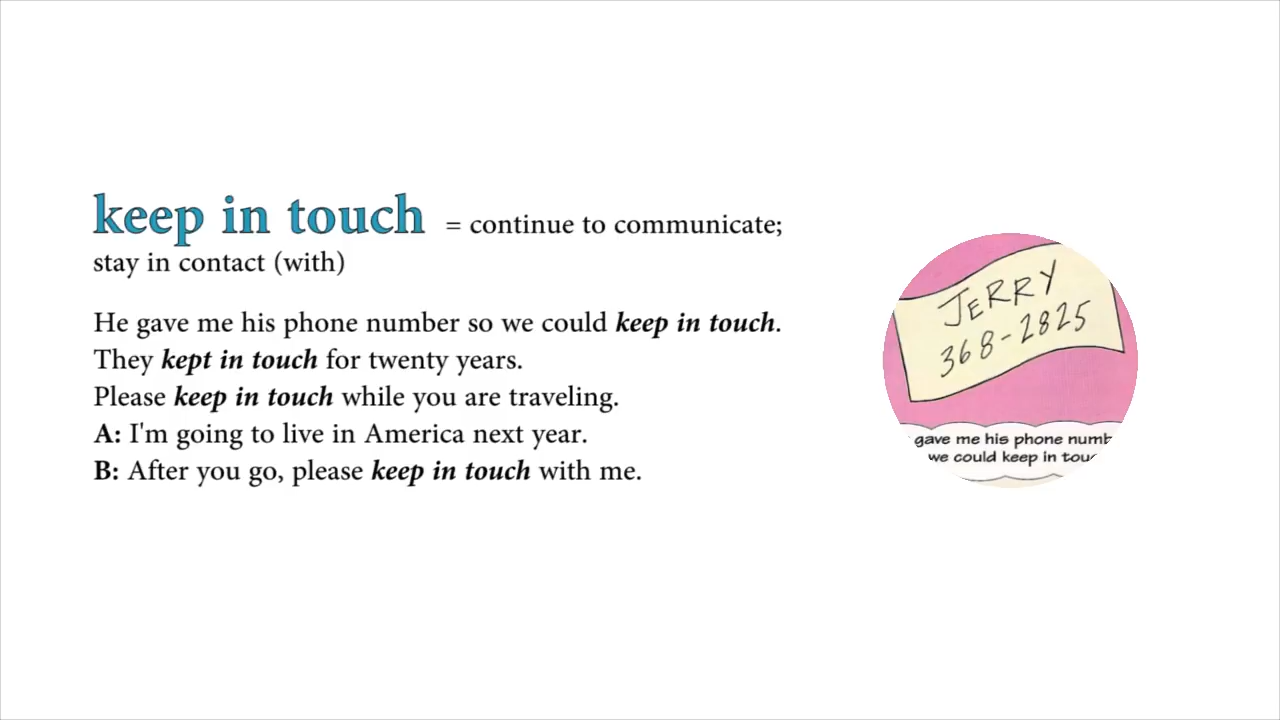 keep in touch = continue to communicate;
stay in contact (with)
He gave me his phone number so we could keep in touch.
They kept in touch for twenty years.
Please keep in touch while you are traveling.
A: I'm going to live in America next year.
B: After you go, please keep in touch with me.
JERRY
368-2825
gave me his phone
we could keep in